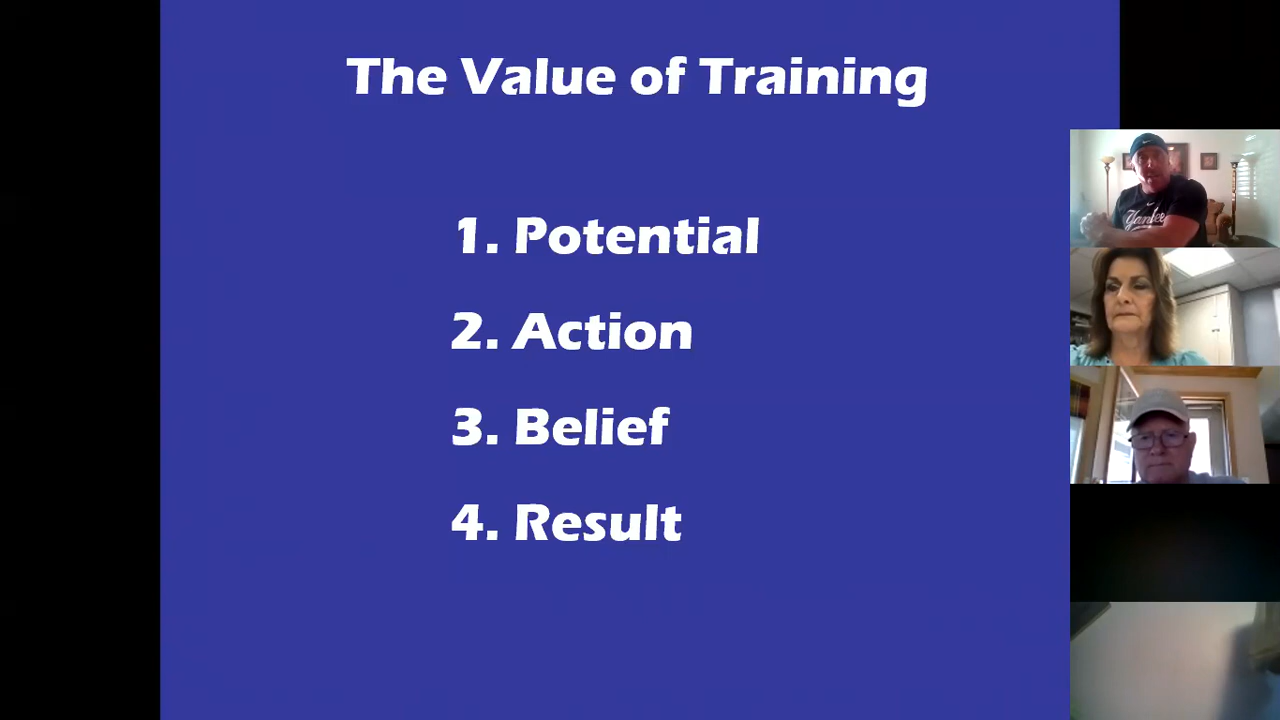 The Value of Training
1. Potential
2. Action
3. Belief
4. Result